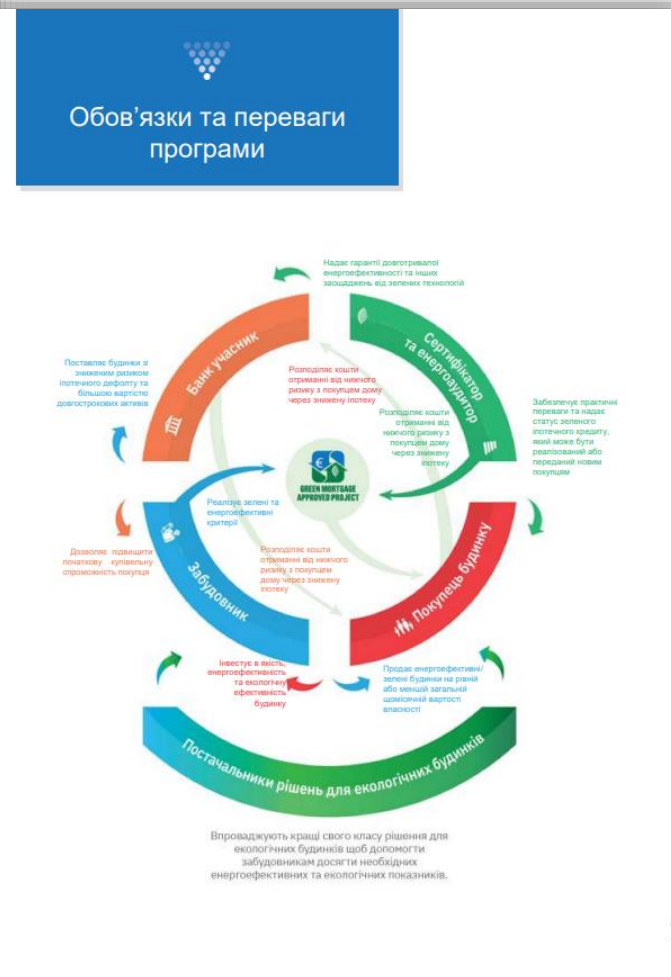 Обов’язки та переваги
програми
Надає гарантії довготривалої
енергоефективності та інших
заощаджень від зелених технологій
Банк учасник
Сертифікатор
та енергоаудитор
Поставляє будинки зі
зниженим ризиком
іпотечного дефолту та
більшою вартістю
довгострокових активів
Розподіляє кошти
отриманні від нижчого
ризику з покупцем дому
через знижену іпотеку
Розподіляє кошти
отриманні від
нижчого ризику з
покупцем дому
через знижену
іпотеку
Забезпечує практичні
переваги та надає
статус зеленого
іпотечного кредиту,
який може бути
реалізований або
переданий новим
покупцям
GREEN MORTGAGE
APPROVED PROJECT
Реалізує зелені та
енергоефективні
критерії
Дозволяє підвищити
початкову купівельну
спроможність покупця
Розподіляє кошти
отриманні від нижчого
ризику з покупцем
дому через знижену
іпотеку
Забудовник
Покупець будинку
Інвестує в якість,
енергоефективність
та екологічну
ефективність
будинку
Продає енергоефективні/
зелені будинки на рівній
або меншій загальній
щомісячній вартості
власності
Постачальники рішень для екологічних будинків
Впроваджують кращі свого класу рішення для
екологічних будинків щоб допомогти
забудовникам досягти необхідних
енергоефективних та екологічних показників.